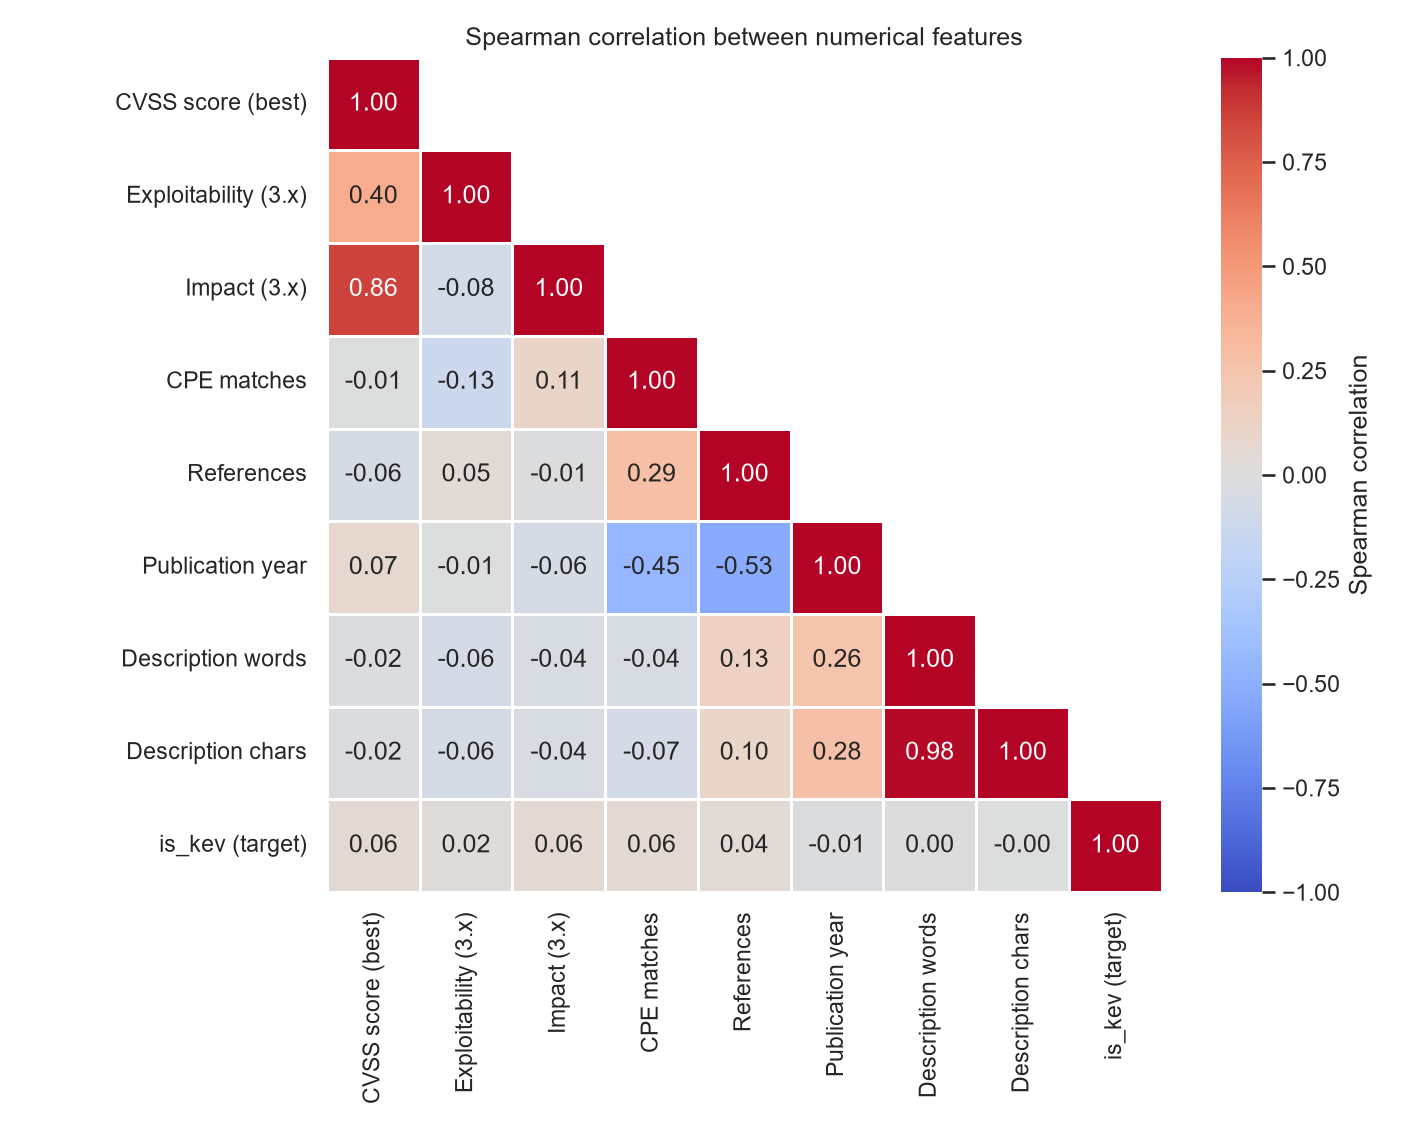 Spearman correlation between numerical features
CVSS score (best) 1.00
Exploitability (3.x) 0.40 1.00
Impact (3.x) 0.86 -0.08 1.00
CPE matches -0.01 -0.13 0.11 1.00
References -0.06 0.05 -0.01 0.29 1.00
Publication year 0.07 -0.01 -0.06 -0.45 -0.53 1.00
Description words -0.02 -0.06 -0.04 -0.04 0.13 0.26 1.00
Description chars -0.02 -0.06 -0.04 -0.07 0.10 0.28 0.98 1.00
is_kev (target) 0.06 0.02 0.06 0.06 0.04 -0.01 0.00 -0.00 1.00
CVSS score (best)
Exploitability (3.x)
Impact (3.x)
CPE matches
References
Publication year
Description words
Description chars
is_kev (target)
1.00
0.75
0.50
0.25
0.00
−0.25
−0.50
−0.75
−1.00
Spearman correlation